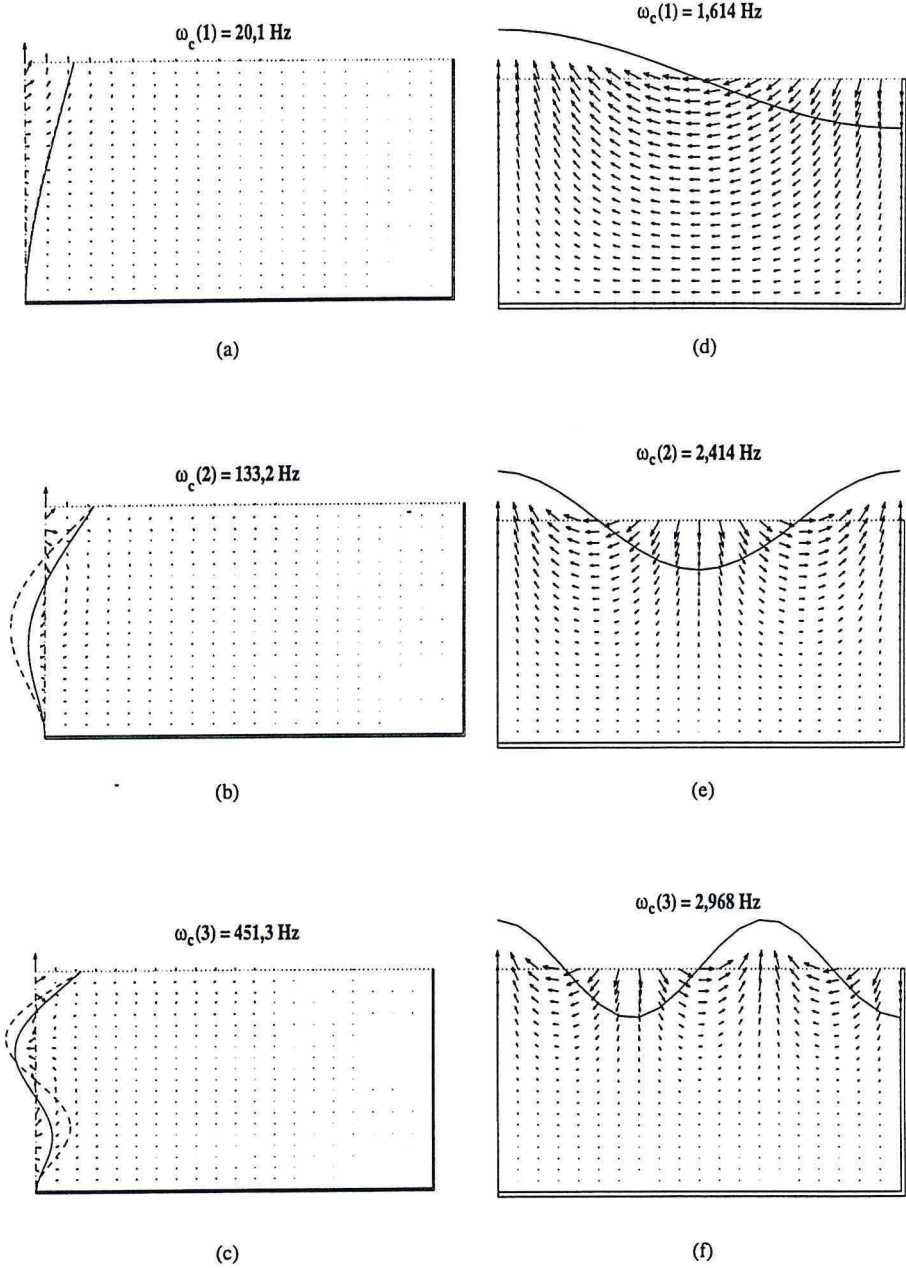 ω_c(1) = 20,1 Hz
(a)
ω_c(2) = 133,2 Hz
(b)
ω_c(3) = 451,3 Hz
(c)
ω_c(1) = 1,614 Hz
(d)
ω_c(2) = 2,414 Hz
(e)
ω_c(3) = 2,968 Hz
(f)